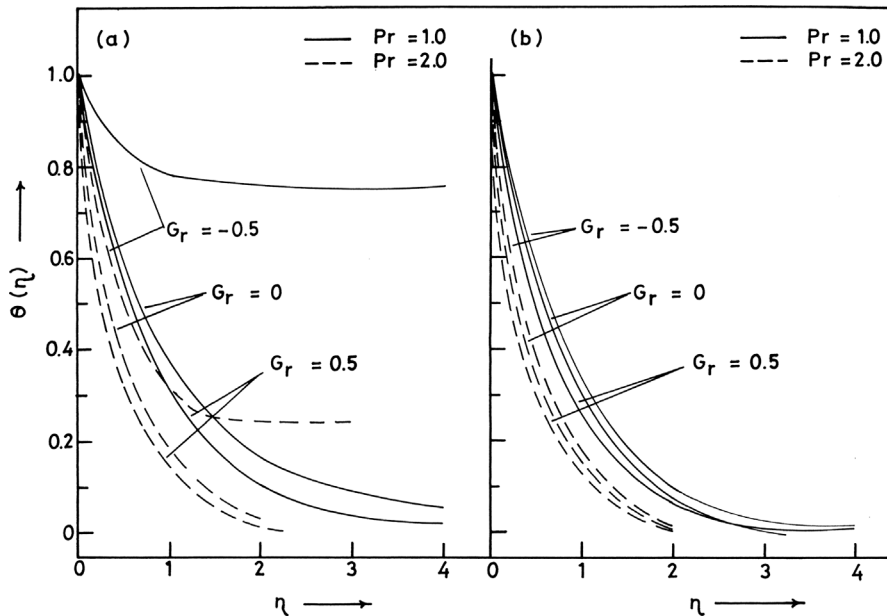 (a)
Pr = 1.0
Pr = 2.0
1.0
0.8
0.6
0.4
0.2
0
θ(η)
Gr = -0.5
Gr = 0
Gr = 0.5
0 1 2 3 4
η
(b)
Pr = 1.0
Pr = 2.0
Gr = -0.5
Gr = 0
Gr = 0.5
0 1 2 3 4
η